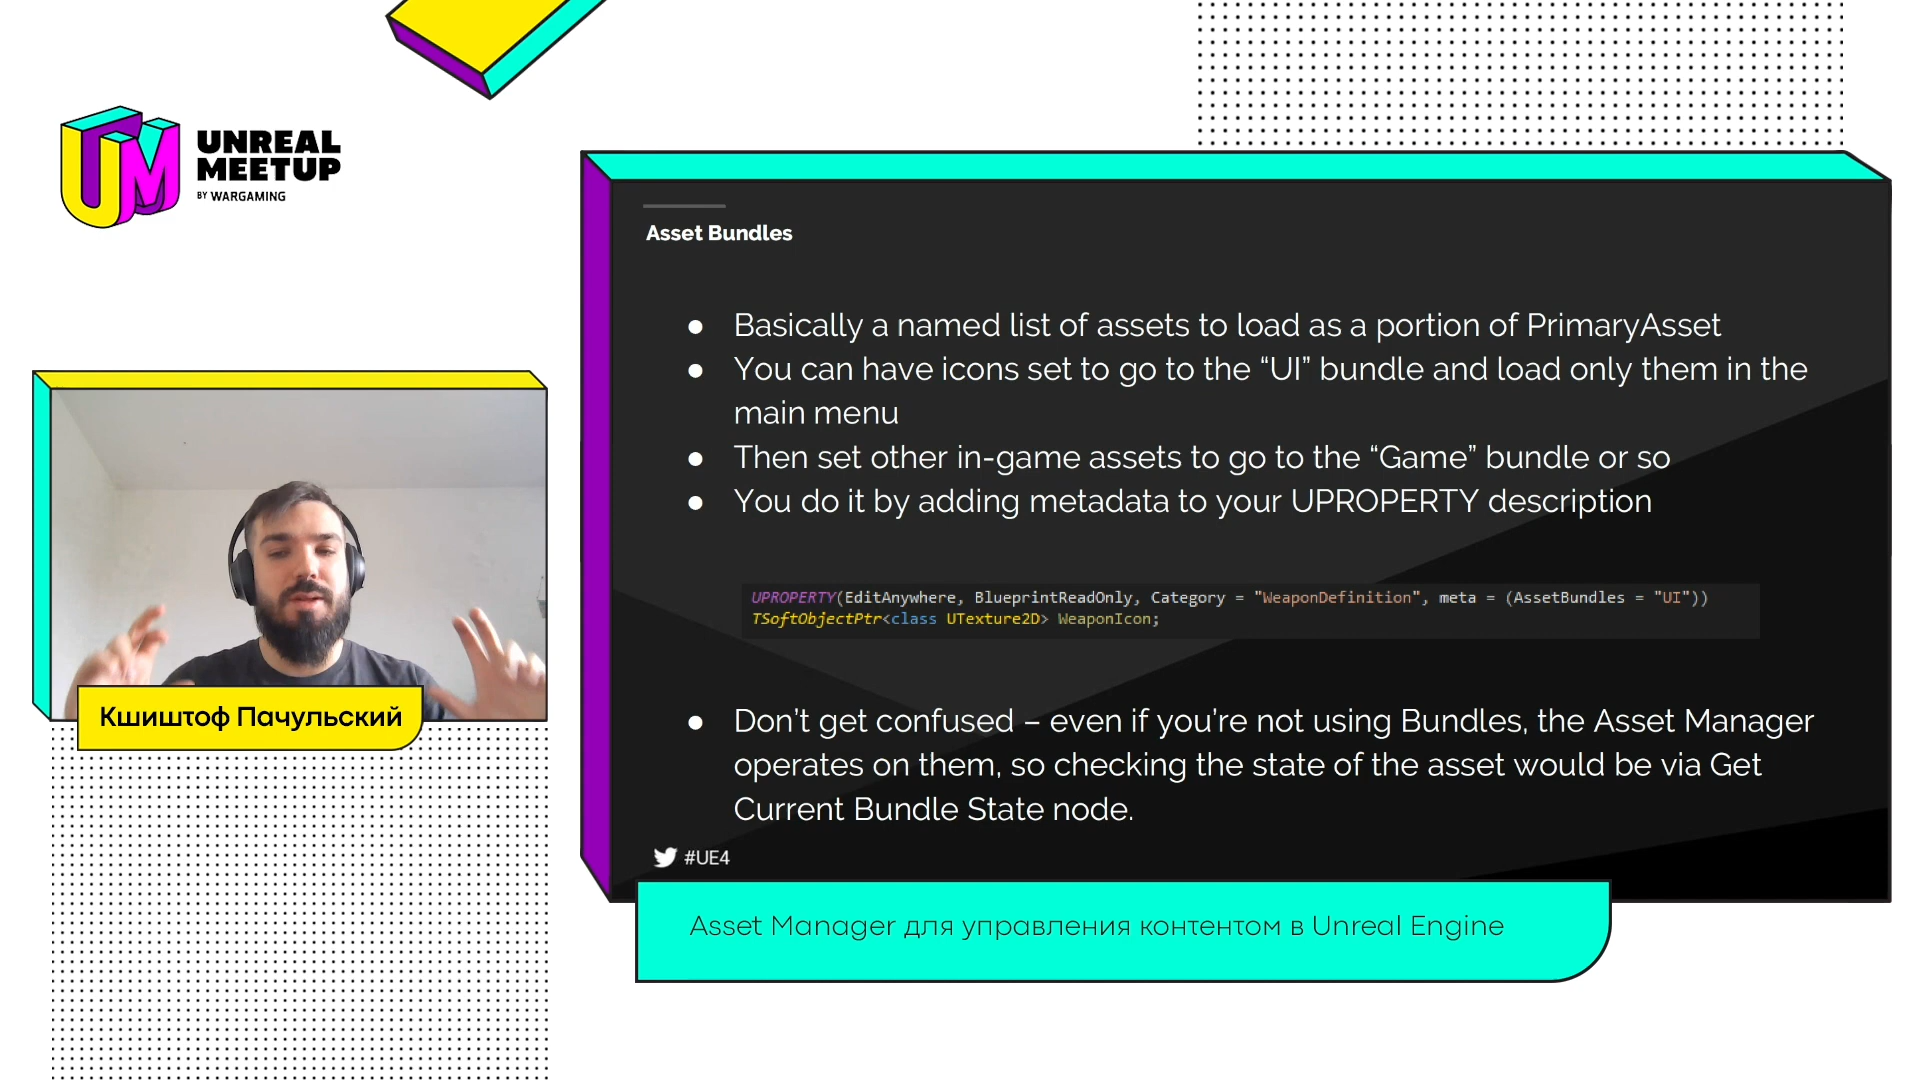 UNREAL
MEETUP
BY WARGAMING
Кшиштоф Пачульский
Asset Bundles
● Basically a named list of assets to load as a portion of PrimaryAsset
● You can have icons set to go to the “UI” bundle and load only them in the
main menu
● Then set other in-game assets to go to the “Game” bundle or so
● You do it by adding metadata to your UPROPERTY description
UPROPERTY(EditAnywhere, BlueprintReadOnly, Category = "WeaponDefinition", meta = (AssetBundles = "UI"))
TSoftObjectPtr<class UTexture2D> WeaponIcon;
● Don’t get confused – even if you’re not using Bundles, the Asset Manager
operates on them, so checking the state of the asset would be via Get
Current Bundle State node.
#UE4
Asset Manager для управления контентом в Unreal Engine